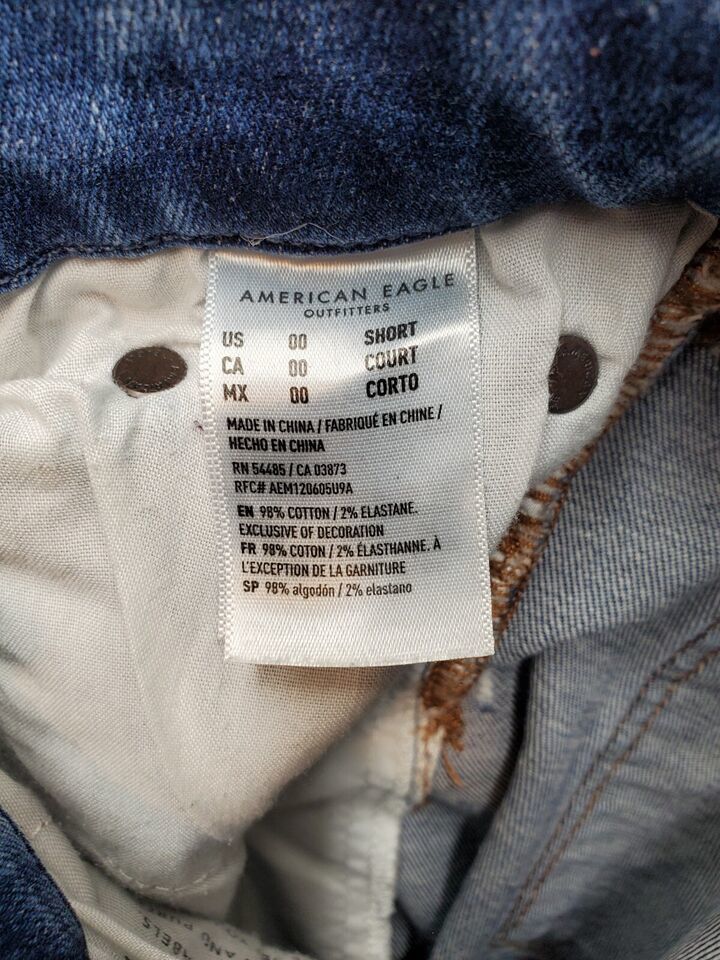 AMERICAN EAGLE
OUTFITTERS
US 00 SHORT
CA 00 COURT
MX 00 CORTO
MADE IN CHINA / FABRIQUÉ EN CHINE /
HECHO EN CHINA
RN 54485 / CA 03873
RFC# AEM120605U9A
EN 98% COTTON / 2% ELASTANE.
EXCLUSIVE OF DECORATION
FR 98% COTON / 2% ÉLASTHANNE. À
L'EXCEPTION DE LA GARNITURE
SP 98% algodón / 2% elastano